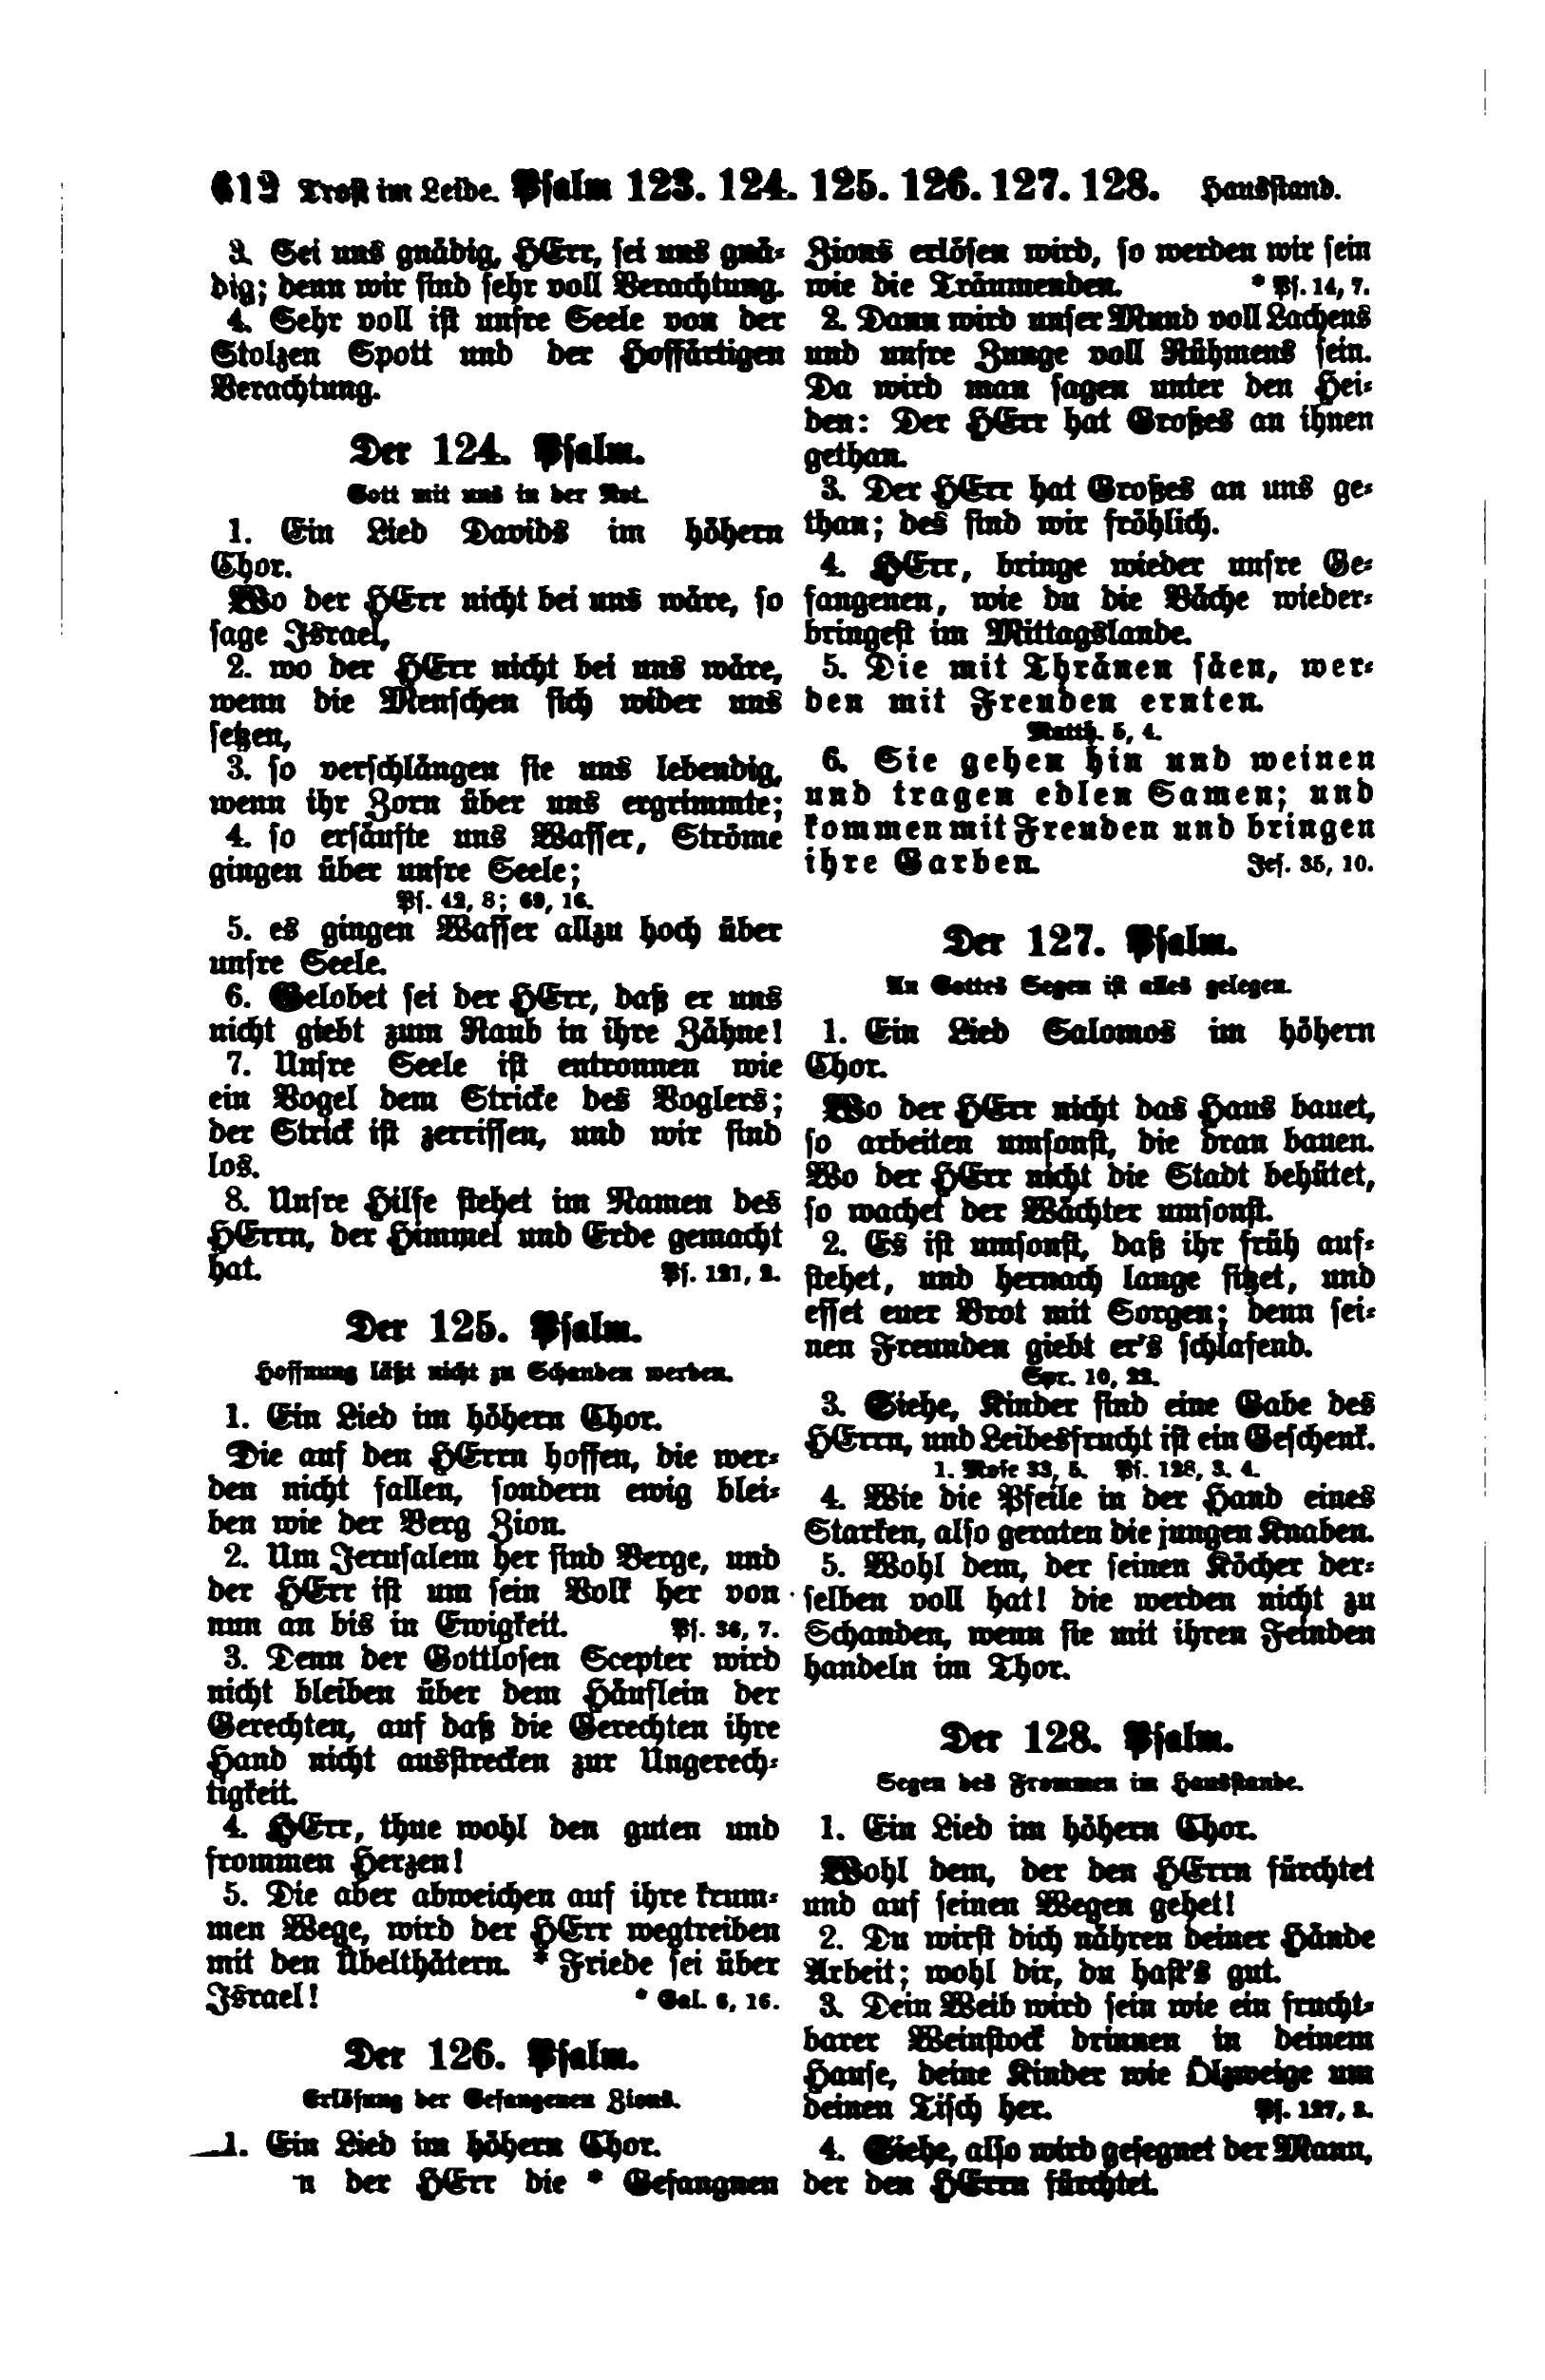 612 Trost im Leide. Psalm 123. 124. 125. 126. 127. 128. Hausstand.
3. Sei uns gnädig, HErr, sei uns gnä-
dig; denn wir sind sehr voll Verachtung.
4. Sehr voll ist unsre Seele von der
Stolzen Spott und der Hoffärtigen
Verachtung.
Der 124. Psalm.
Gott mit uns in der Not.
1. Ein Lied Davids im höhern
Chor.
Wo der HErr nicht bei uns wäre, so
sage Israel,
2. wo der HErr nicht bei uns wäre,
wenn die Menschen sich wider uns
setzen,
3. so verschlängen sie uns lebendig,
wenn ihr Zorn über uns ergrimmte;
4. so ersäufte uns Wasser, Ströme
gingen über unsre Seele;
Ps. 42, 8; 69, 16.
5. es gingen Wasser allzu hoch über
unsre Seele.
6. Gelobet sei der HErr, daß er uns
nicht giebt zum Raub in ihre Zähne!
7. Unsre Seele ist entronnen wie
ein Vogel dem Stricke des Voglers;
der Strick ist zerrissen, und wir sind
los.
8. Unsre Hilfe stehet im Namen des
HErrn, der Himmel und Erde gemacht
hat. Ps. 121, 2.
Der 125. Psalm.
Hoffnung läßt nicht zu Schanden werden.
1. Ein Lied im höhern Chor.
Die auf den HErrn hoffen, die wer-
den nicht fallen, sondern ewig blei-
ben wie der Berg Zion.
2. Um Jerusalem her sind Berge, und
der HErr ist um sein Volk her von
nun an bis in Ewigkeit. Ps. 36, 7.
3. Denn der Gottlosen Scepter wird
nicht bleiben über dem Häuflein der
Gerechten, auf daß die Gerechten ihre
Hand nicht ausstrecken zur Ungerech-
tigkeit.
4. HErr, thue wohl den guten und
frommen Herzen!
5. Die aber abweichen auf ihre krum-
men Wege, wird der HErr wegtreiben
mit den Übelthätern. * Friede sei über
Israel! * Gal. 6, 16.
Der 126. Psalm.
Erlösung der Gefangenen Zions.
1. Ein Lied im höhern Chor.
n der HErr die * Gefangnen
Zions erlösen wird, so werden wir sein
wie die Träumenden. * Ps. 14, 7.
2. Dann wird unser Mund voll Lachens
und unsre Zunge voll Rühmens sein.
Da wird man sagen unter den Hei-
den: Der HErr hat Großes an ihnen
gethan.
3. Der HErr hat Großes an uns ge-
than; des sind wir fröhlich.
4. HErr, bringe wieder unsre Ge-
fangenen, wie du die Bäche wieder-
bringest im Mittagslande.
5. Die mit Thränen säen, wer-
den mit Freuden ernten.
Matth. 5, 4.
6. Sie gehen hin und weinen
und tragen edlen Samen; und
kommen mit Freuden und bringen
ihre Garben. Jes. 35, 10.
Der 127. Psalm.
An Gottes Segen ist alles gelegen.
1. Ein Lied Salomos im höhern
Chor.
Wo der HErr nicht das Haus bauet,
so arbeiten umsonst, die dran bauen.
Wo der HErr nicht die Stadt behütet,
so wachet der Wächter umsonst.
2. Es ist umsonst, daß ihr früh auf-
stehet, und hernach lange sitzet, und
esset euer Brot mit Sorgen; denn sei-
nen Freunden giebt er's schlafend.
Spr. 10, 22.
3. Siehe, Kinder sind eine Gabe des
HErrn, und Leibesfrucht ist ein Geschenk.
1. Mose 33, 5. Ps. 128, 3. 4.
4. Wie die Pfeile in der Hand eines
Starken, also geraten die jungen Knaben.
5. Wohl dem, der seinen Köcher der-
selben voll hat! die werden nicht zu
Schanden, wenn sie mit ihren Feinden
handeln im Thor.
Der 128. Psalm.
Segen des Frommen im Hausstande.
1. Ein Lied im höhern Chor.
Wohl dem, der den HErrn fürchtet
und auf seinen Wegen gehet!
2. Du wirst dich nähren deiner Hände
Arbeit; wohl dir, du hast's gut.
3. Dein Weib wird sein wie ein frucht-
barer Weinstock drinnen in deinem
Hause, deine Kinder wie Ölzweige um
deinen Tisch her. Ps. 127, 3.
4. Siehe, also wird gesegnet der Mann,
der den HErrn fürchtet.